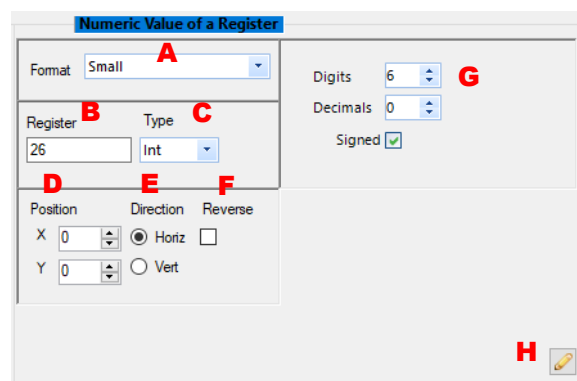 Numeric Value of a Register
A
Format Small
Digits 6 G
Decimals 0
Signed
B C
Register Type
26 Int
D E F
Position Direction Reverse
X 0 Horiz
Y 0 Vert
H